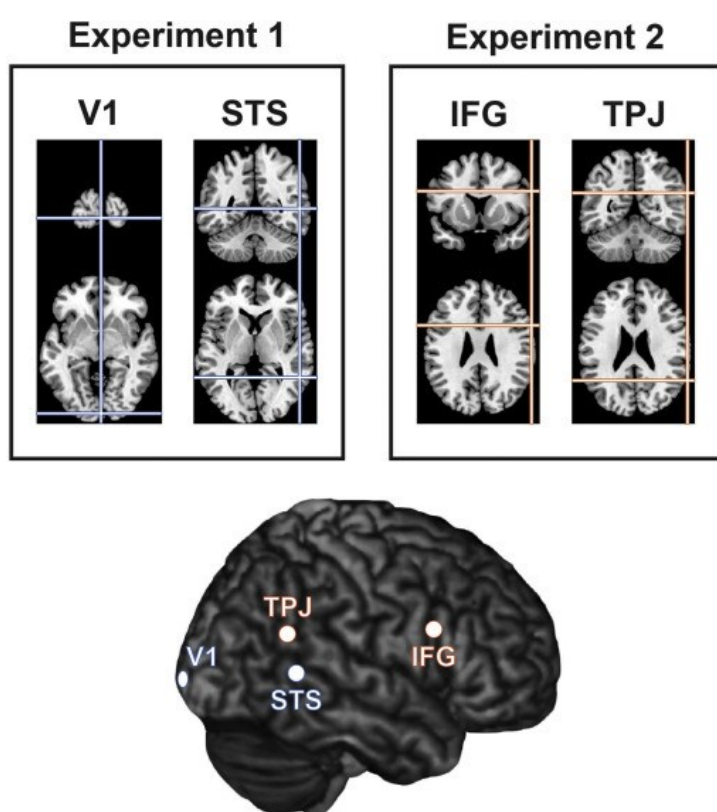 Experiment 1
Experiment 2
V1
STS
IFG
TPJ
TPJ
IFG
V1
STS